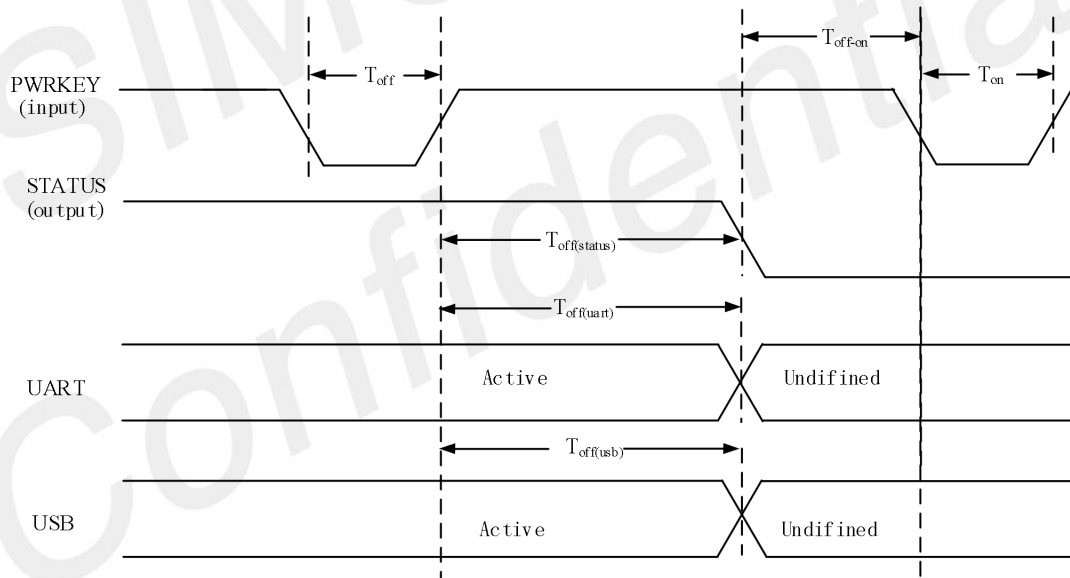 T_off-on
T_off
T_on
PWRKEY
(input)
STATUS
(output)
T_off(status)
T_off(uart)
UART
Active
Undifined
T_off(usb)
USB
Active
Undifined
Confidential